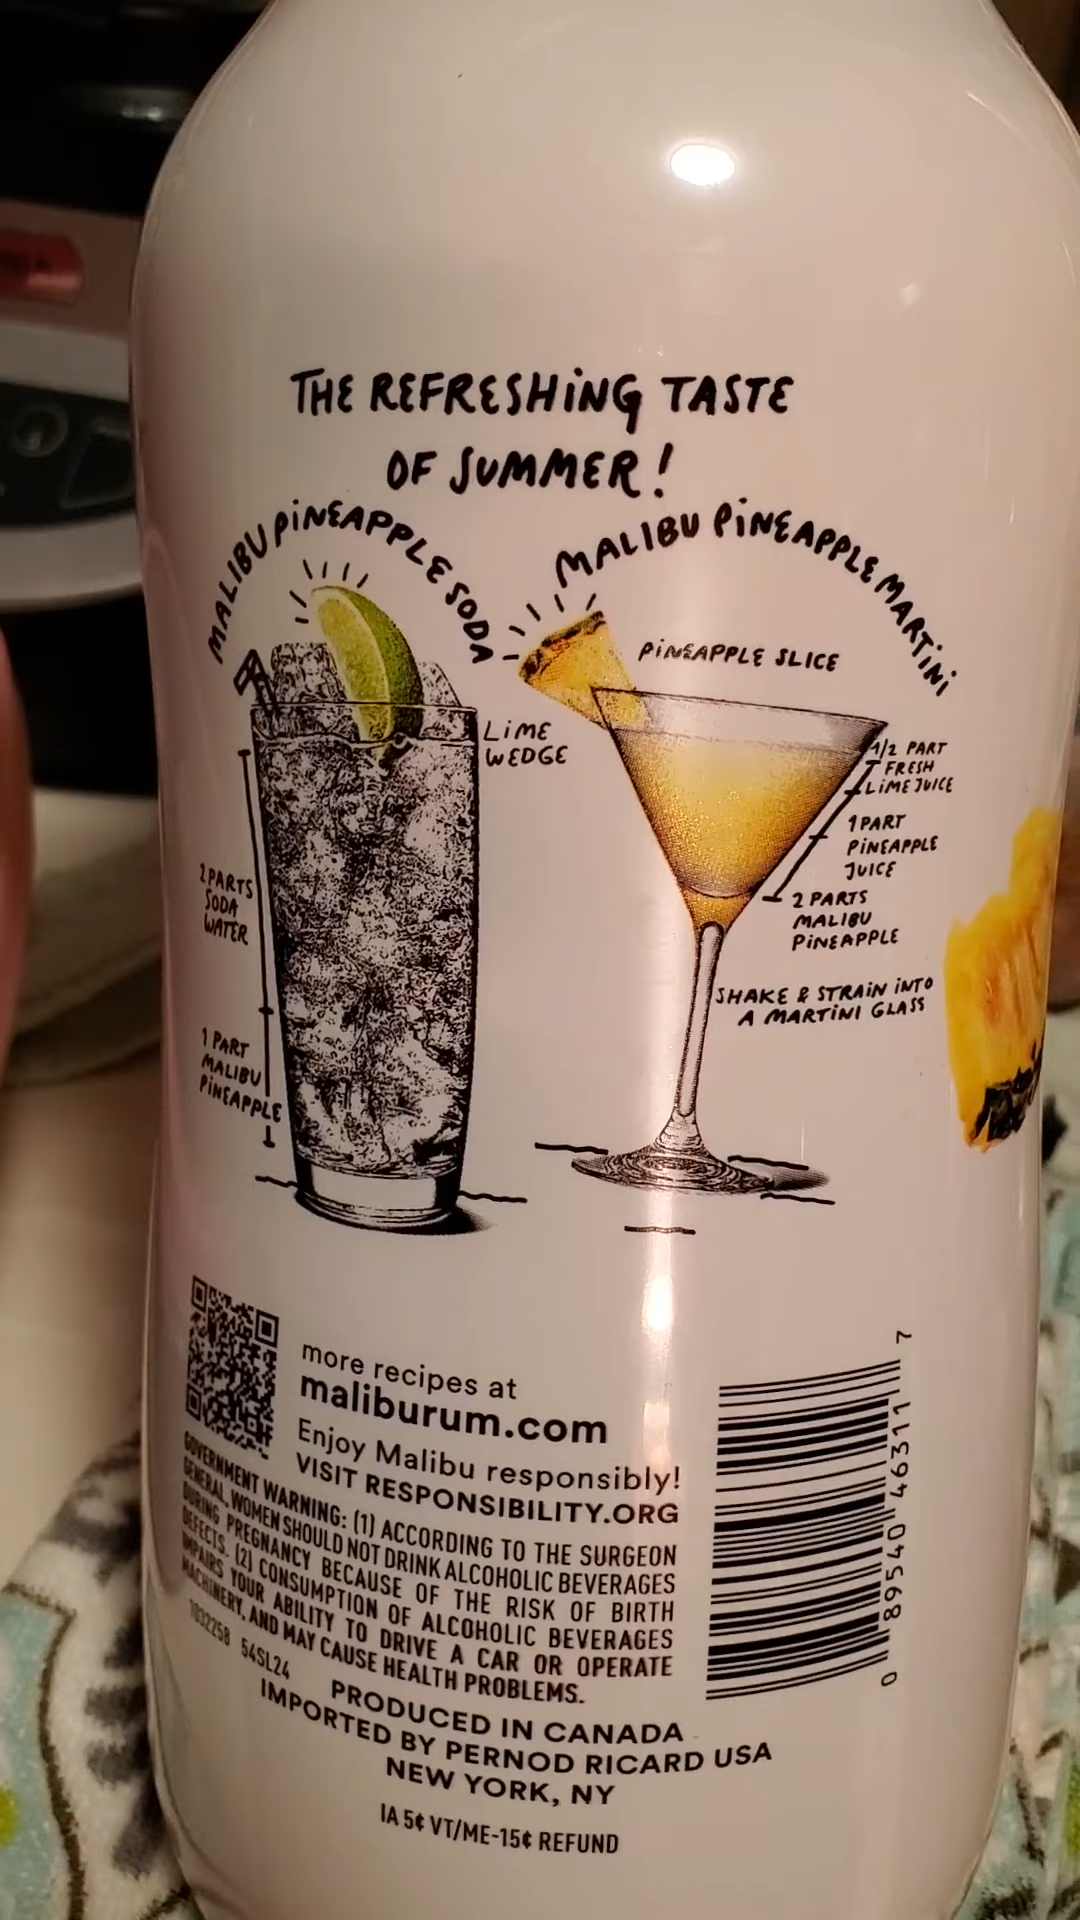 THE REFRESHING TASTE
OF SUMMER!
MALIBU PINEAPPLE SODA
LIME
WEDGE
2 PARTS
SODA
WATER
1 PART
MALIBU
PINEAPPLE
MALIBU PINEAPPLE MARTINI
PINEAPPLE SLICE
1/2 PART
FRESH
LIME JUICE
1 PART
PINEAPPLE
JUICE
2 PARTS
MALIBU
PINEAPPLE
SHAKE & STRAIN INTO
A MARTINI GLASS
more recipes at
maliburum.com
Enjoy Malibu responsibly!
VISIT RESPONSIBILITY.ORG
GOVERNMENT WARNING: (1) ACCORDING TO THE SURGEON
GENERAL, WOMEN SHOULD NOT DRINK ALCOHOLIC BEVERAGES
DURING PREGNANCY BECAUSE OF THE RISK OF BIRTH
DEFECTS. (2) CONSUMPTION OF ALCOHOLIC BEVERAGES
IMPAIRS YOUR ABILITY TO DRIVE A CAR OR OPERATE
MACHINERY, AND MAY CAUSE HEALTH PROBLEMS.
1032258 54SL24
PRODUCED IN CANADA
IMPORTED BY PERNOD RICARD USA
NEW YORK, NY
IA 5¢ VT/ME-15¢ REFUND
0 89540 46311 7